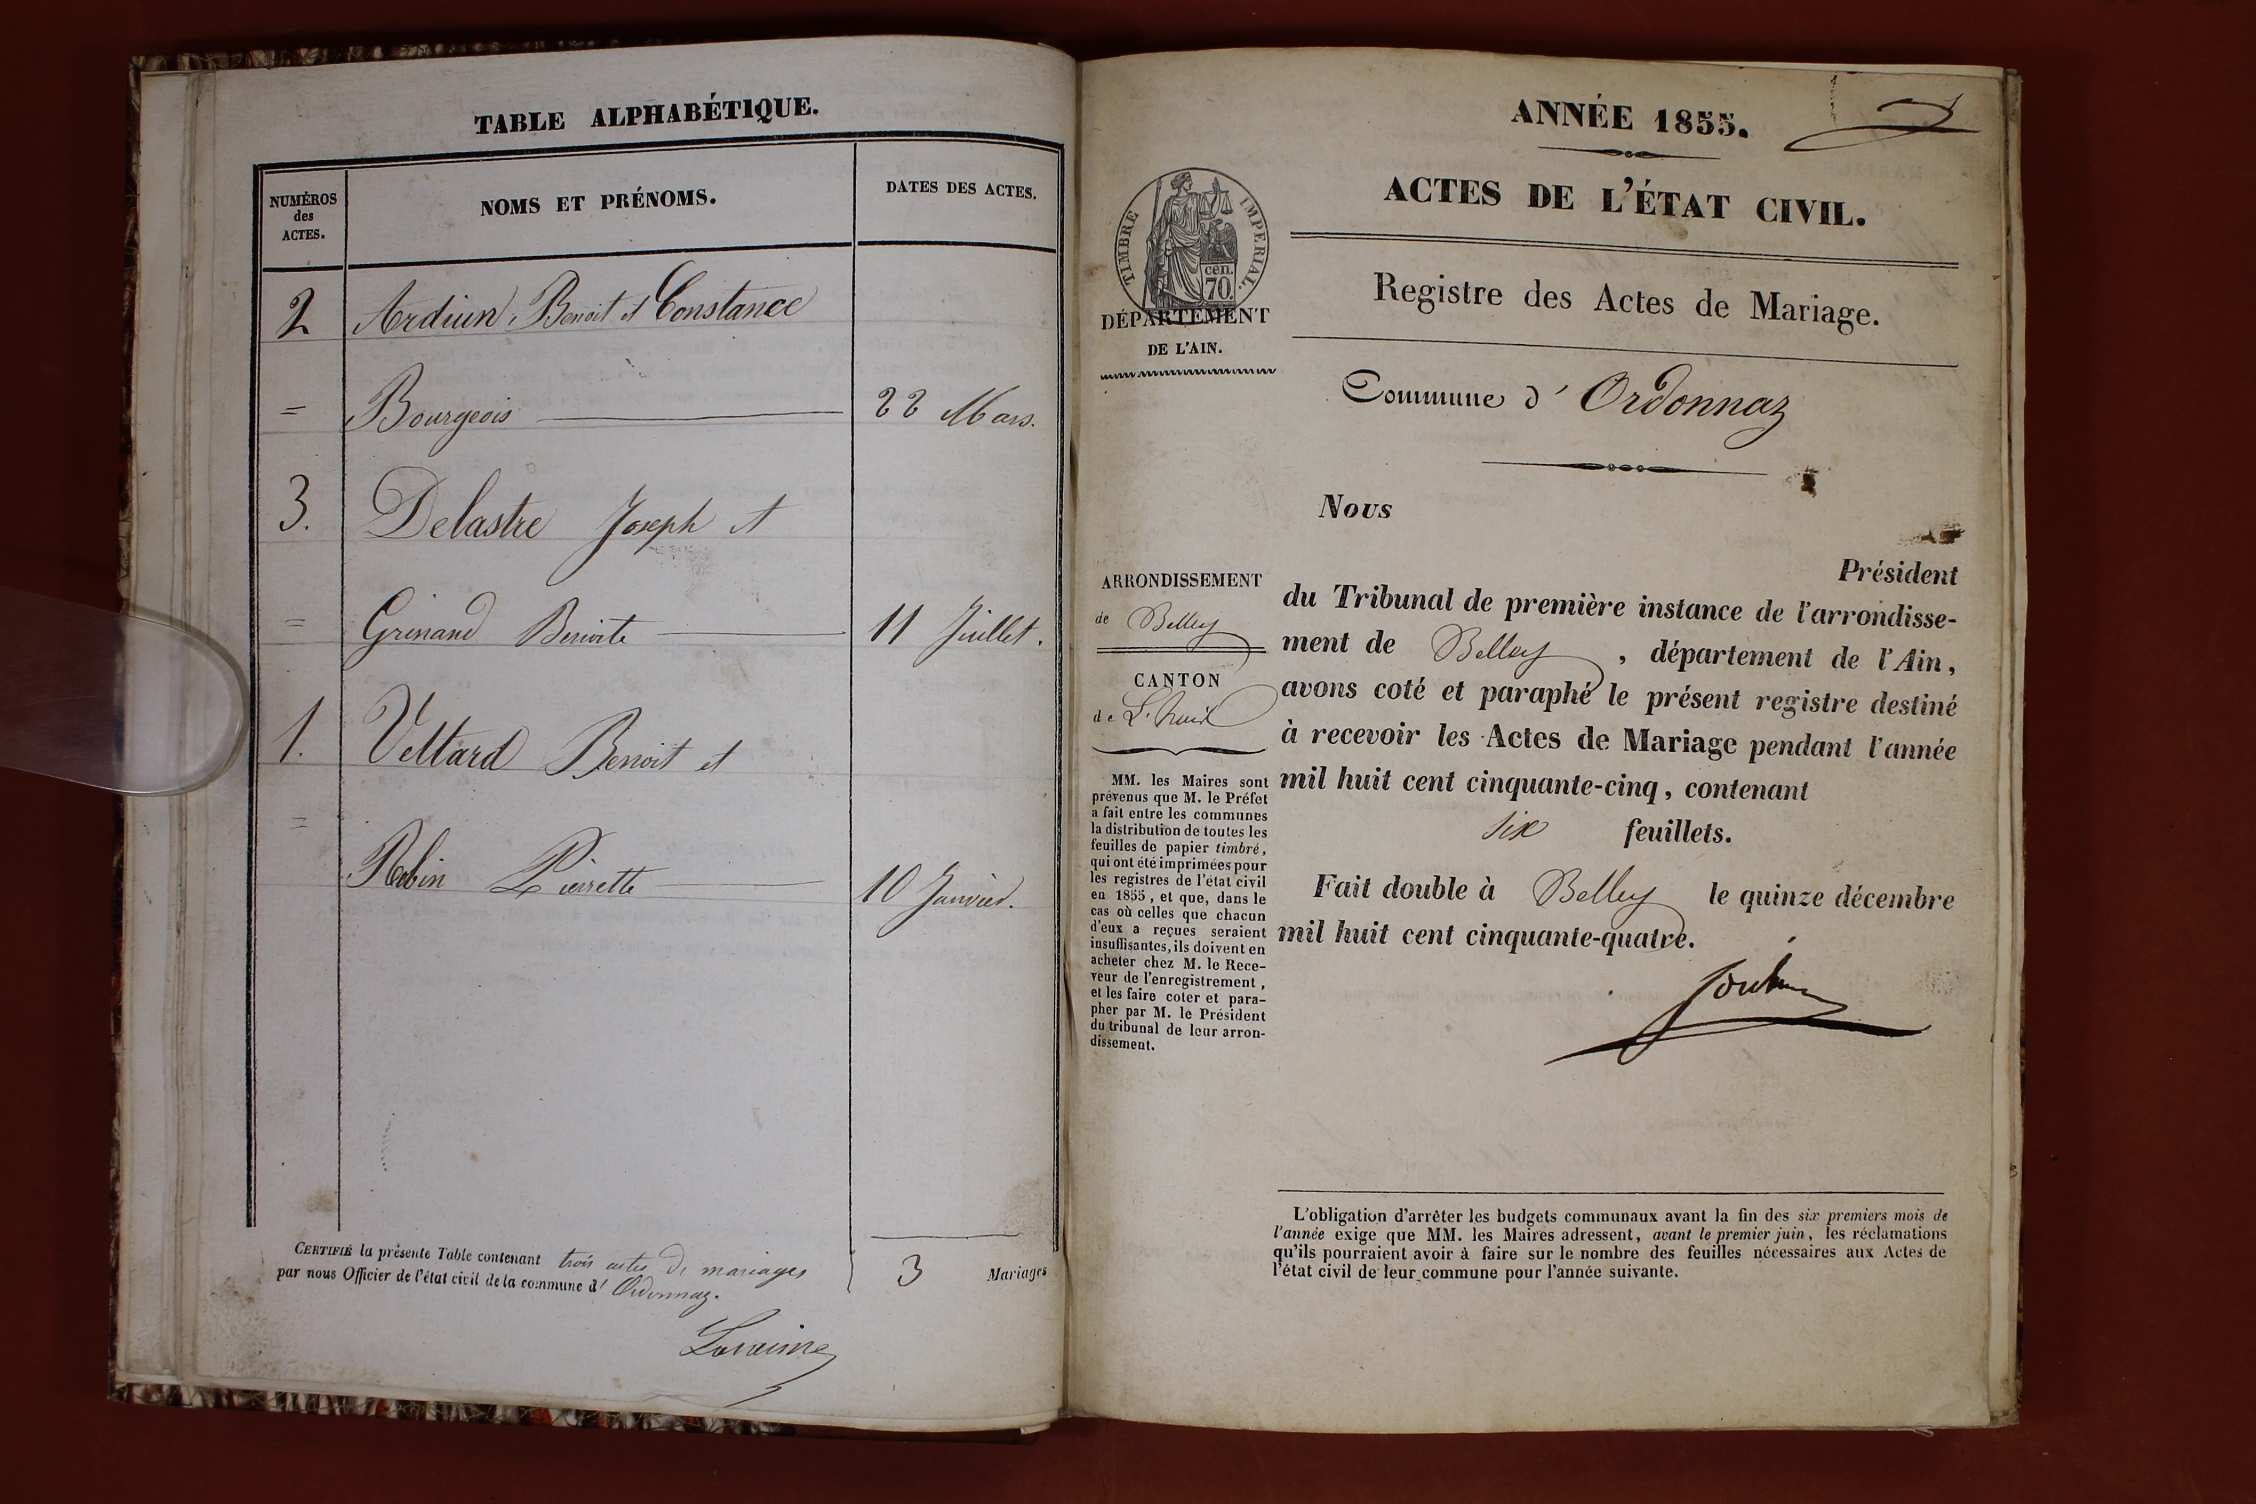 TABLE ALPHABÉTIQUE.
NUMÉROS
des
ACTES.
NOMS ET PRÉNOMS.
DATES DES ACTES.
2 Ardiun, Benoit et Constance
= Bourgeois 22 Mars.
3. Delastre Joseph et
= Grinand Benoite 11 Juillet.
1. Veltard Benoit et
=
Robin Pierrette 10 Janvier.
CERTIFIÉ la présente Table contenant trois actes de mariages
par nous Officier de l'état civil de la commune d' Ordonnaz.
3 Mariages
ANNÉE 1855.
ACTES DE L'ÉTAT CIVIL.
TIMBRE IMPERIAL.
cen.
70.
DÉPARTEMENT
DE L'AIN.
Registre des Actes de Mariage.
Commune d' Ordonnaz
Nous
Président
ARRONDISSEMENT
de Belley
CANTON
de L'huis
du Tribunal de première instance de l'arrondisse-
ment de Belley, département de l'Ain,
avons coté et paraphé le présent registre destiné
à recevoir les Actes de Mariage pendant l'année
mil huit cent cinquante-cinq, contenant
six feuillets.
Fait double à Belley le quinze décembre
mil huit cent cinquante-quatre.
MM. les Maires sont
prévenus que M. le Préfet
a fait entre les communes
la distribution de toutes les
feuilles de papier timbré,
qui ont été imprimées pour
les registres de l'état civil
en 1855, et que, dans le
cas où celles que chacun
d'eux a reçues seraient
insuffisantes, ils doivent en
acheter chez M. le Rece-
veur de l'enregistrement,
et les faire coter et para-
pher par M. le Président
du tribunal de leur arron-
dissement.
L'obligation d'arrêter les budgets communaux avant la fin des six premiers mois de
l'année exige que MM. les Maires adressent, avant le premier juin, les réclamations
qu'ils pourraient avoir à faire sur le nombre des feuilles nécessaires aux Actes de
l'état civil de leur commune pour l'année suivante.